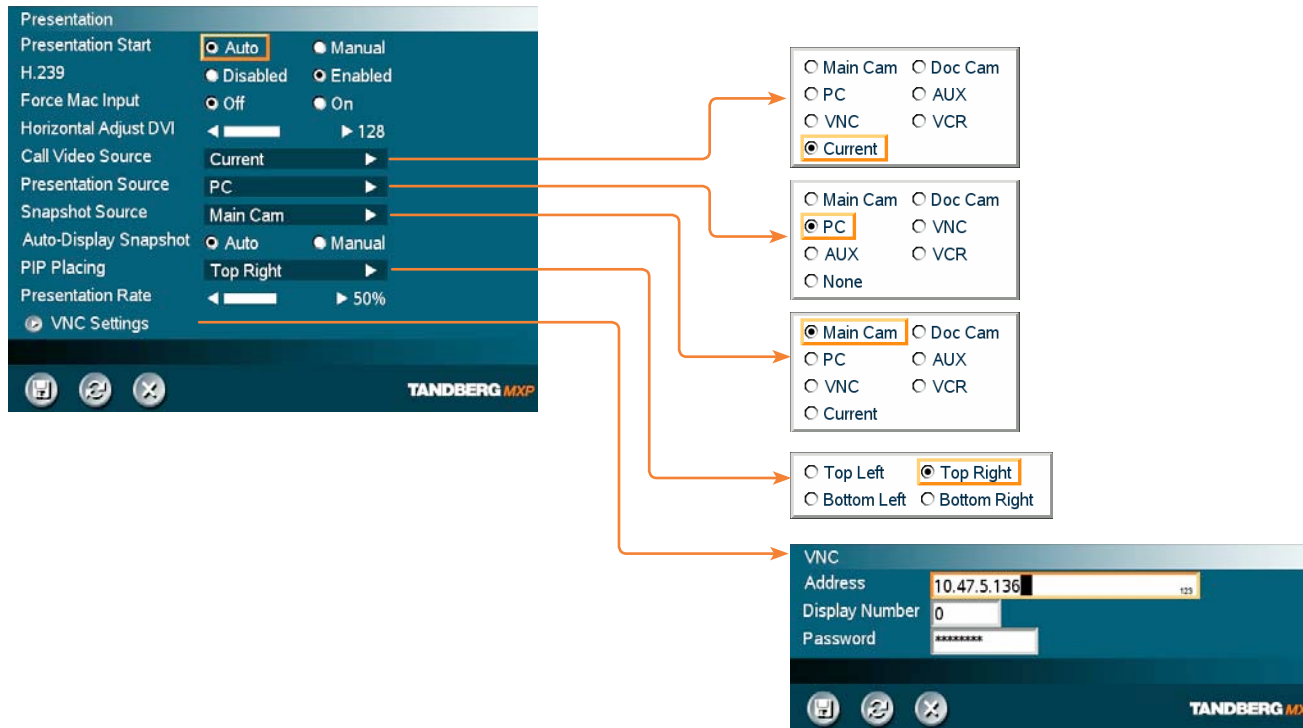 Presentation
Presentation Start Auto Manual
H.239 Disabled Enabled
Force Mac Input Off On
Horizontal Adjust DVI 128
Call Video Source Current
Presentation Source PC
Snapshot Source Main Cam
Auto-Display Snapshot Auto Manual
PIP Placing Top Right
Presentation Rate 50%
VNC Settings
TANDBERG MXP
Main Cam Doc Cam
PC AUX
VNC VCR
Current
Main Cam Doc Cam
PC VNC
AUX VCR
None
Main Cam Doc Cam
PC AUX
VNC VCR
Current
Top Left Top Right
Bottom Left Bottom Right
VNC
Address 10.47.5.136 123
Display Number 0
Password ********
TANDBERG MX